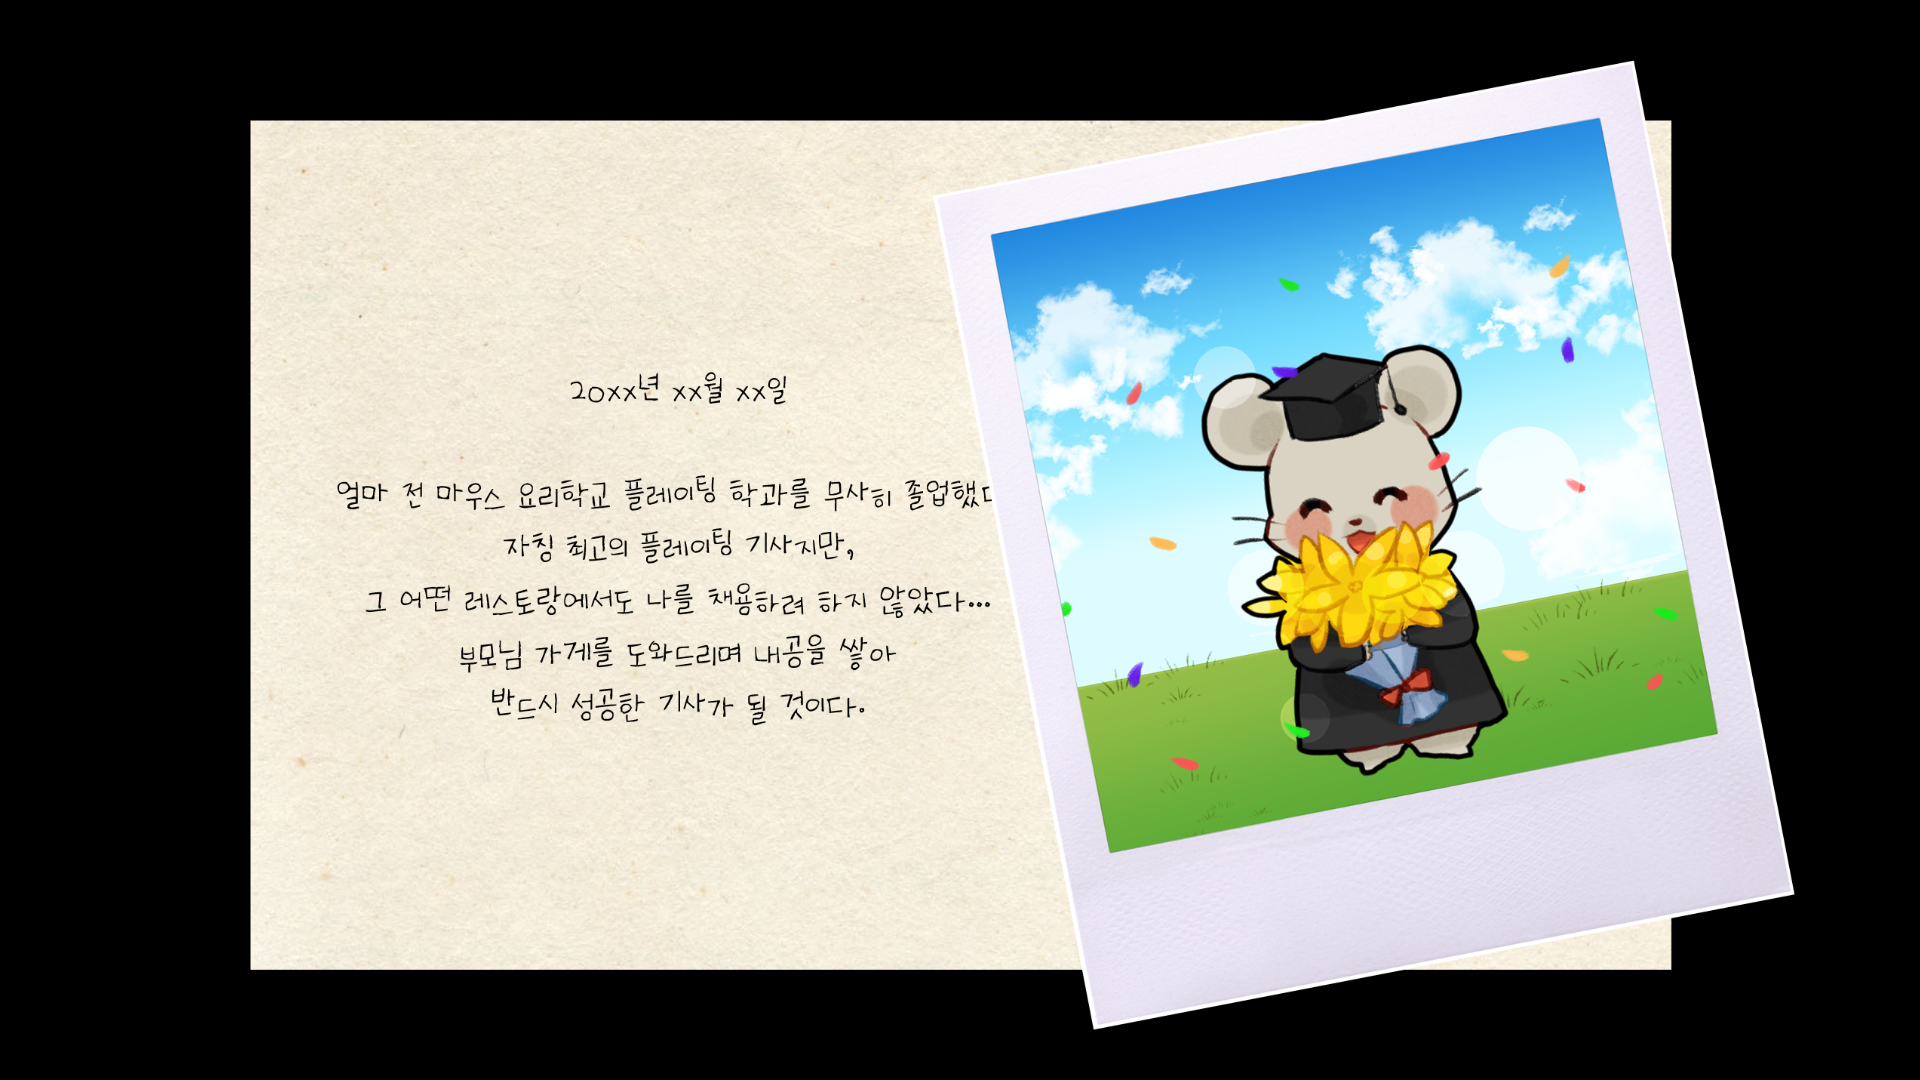 20xx년 xx월 xx일
얼마 전 마우스 요리학교 플레이팅 학과를 무사히 졸업했다
자칭 최고의 플레이팅 기사지만,
그 어떤 레스토랑에서도 나를 채용하려 하지 않았다...
부모님 가게를 도와드리며 내공을 쌓아
반드시 성공한 기사가 될 것이다.